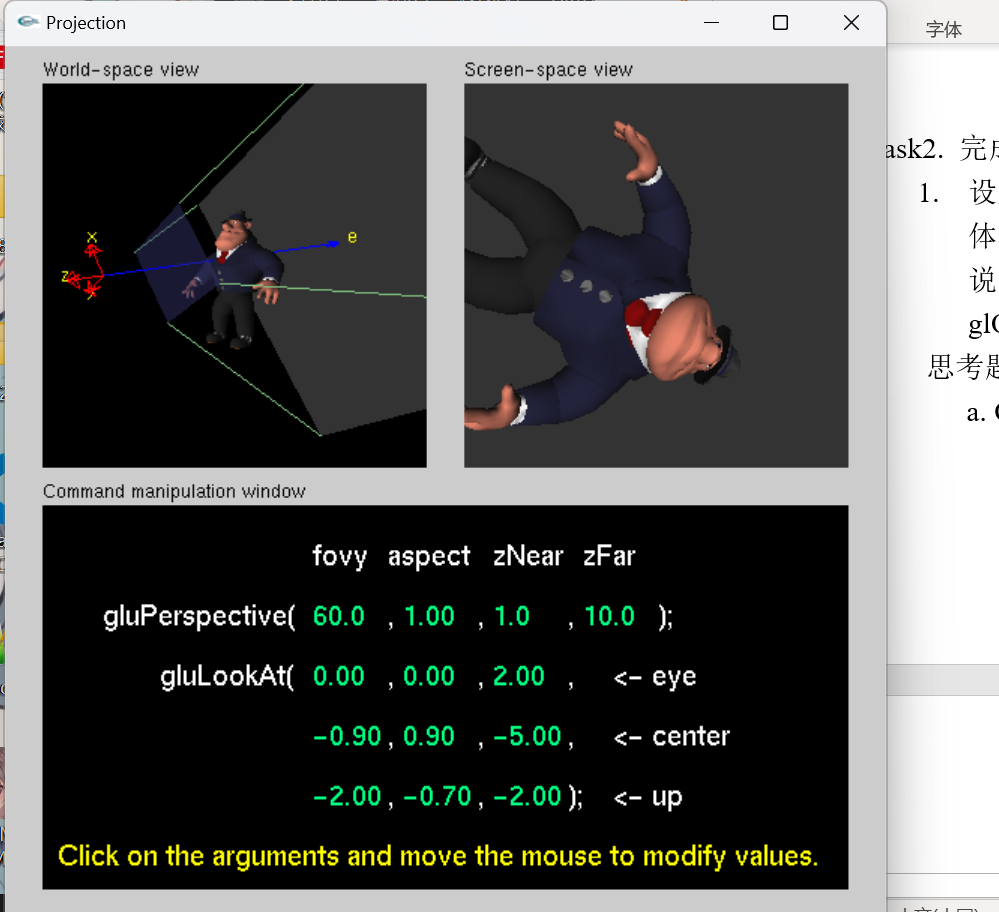 Projection
字体
World-space view
Screen-space view
x
e
z
ask2. 完
1. 设
体
说
思考题
a.
Command manipulation window
fovy aspect zNear zFar
gluPerspective( 60.0 , 1.00 , 1.0 , 10.0 );
gluLookAt( 0.00 , 0.00 , 2.00 , <- eye
-0.90 , 0.90 , -5.00 , <- center
-2.00 , -0.70 , -2.00 ); <- up
Click on the arguments and move the mouse to modify values.